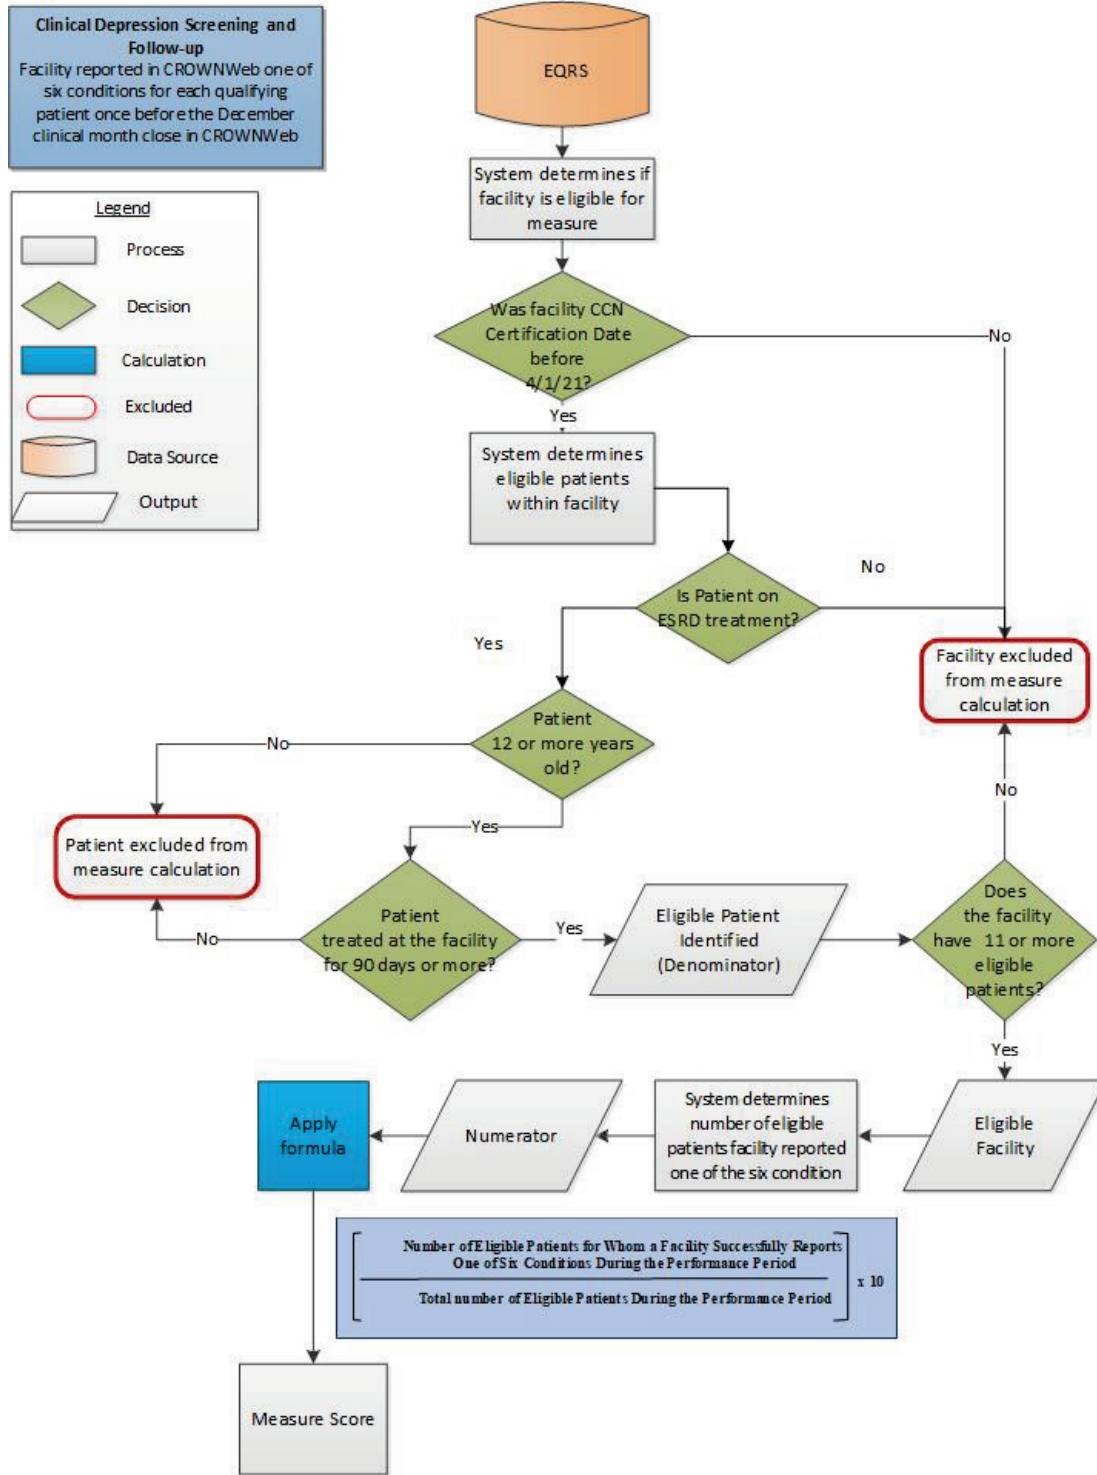 Clinical Depression Screening and
Follow-up
Facility reported in CROWNWeb one of
six conditions for each qualifying
patient once before the December
clinical month close in CROWNWeb
EQRS
System determines if
facility is eligible for
measure
Legend
Process
Decision
Calculation
Excluded
Data Source
Output
Was facility CCN
Certification Date
before
4/1/21?
No
Yes
System determines
eligible patients
within facility
Is Patient on
ESRD treatment?
No
Yes
Facility excluded
from measure
calculation
Patient
12 or more years
old?
No
Yes
Patient excluded from
measure calculation
Patient
treated at the facility
for 90 days or more?
No
Yes
Eligible Patient
Identified
(Denominator)
Does
the facility
have 11 or more
eligible
patients?
No
Yes
Eligible
Facility
System determines
number of eligible
patients facility reported
one of the six condition
Numerator
Apply
formula
Number of Eligible Patients for Whom a Facility Successfully Reports
One of Six Conditions During the Performance Period
Total number of Eligible Patients During the Performance Period
x 10
Measure Score